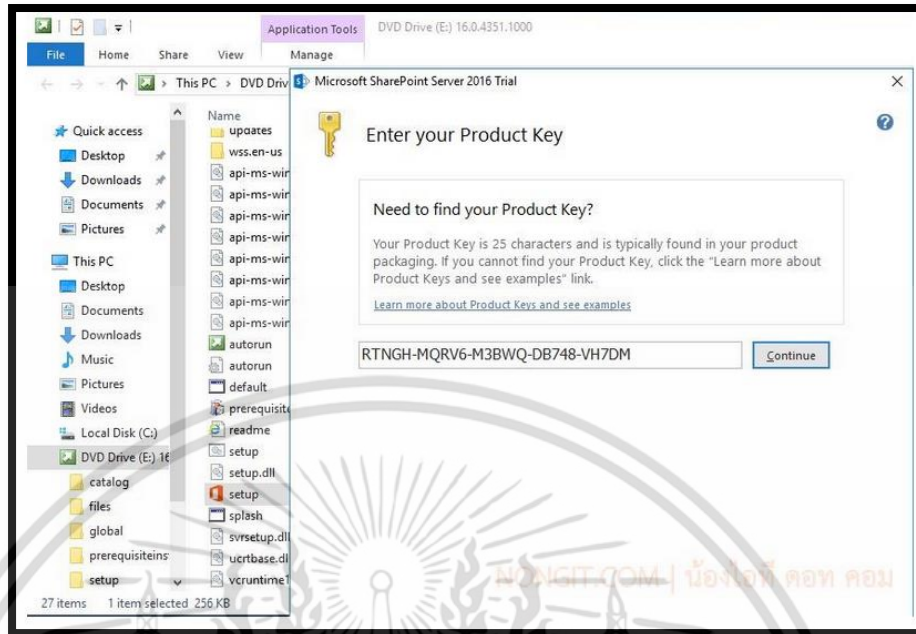 Application Tools
DVD Drive (E:) 16.0.4351.1000
File
Home
Share
View
Manage
This PC > DVD Driv
Quick access
Desktop
Downloads
Documents
Pictures
This PC
Desktop
Documents
Downloads
Music
Pictures
Videos
Local Disk (C:)
DVD Drive (E:) 16
catalog
files
global
prerequisiteins
setup
Name
updates
wss.en-us
api-ms-wir
api-ms-wir
api-ms-wir
api-ms-wir
api-ms-wir
api-ms-wir
api-ms-wir
api-ms-wir
autorun
autorun
default
prerequisite
readme
setup
setup.dll
setup
splash
svrsetup.dll
ucrtbase.dl
vcruntime1
27 items
1 item selected 256 KB
Microsoft SharePoint Server 2016 Trial
Enter your Product Key
Need to find your Product Key?
Your Product Key is 25 characters and is typically found in your product
packaging. If you cannot find your Product Key, click the “Learn more about
Product Keys and see examples” link.
Learn more about Product Keys and see examples
RTNGH-MQRV6-M3BWQ-DB748-VH7DM
Continue
NONGIT.COM | น้องไอที ดอท คอม